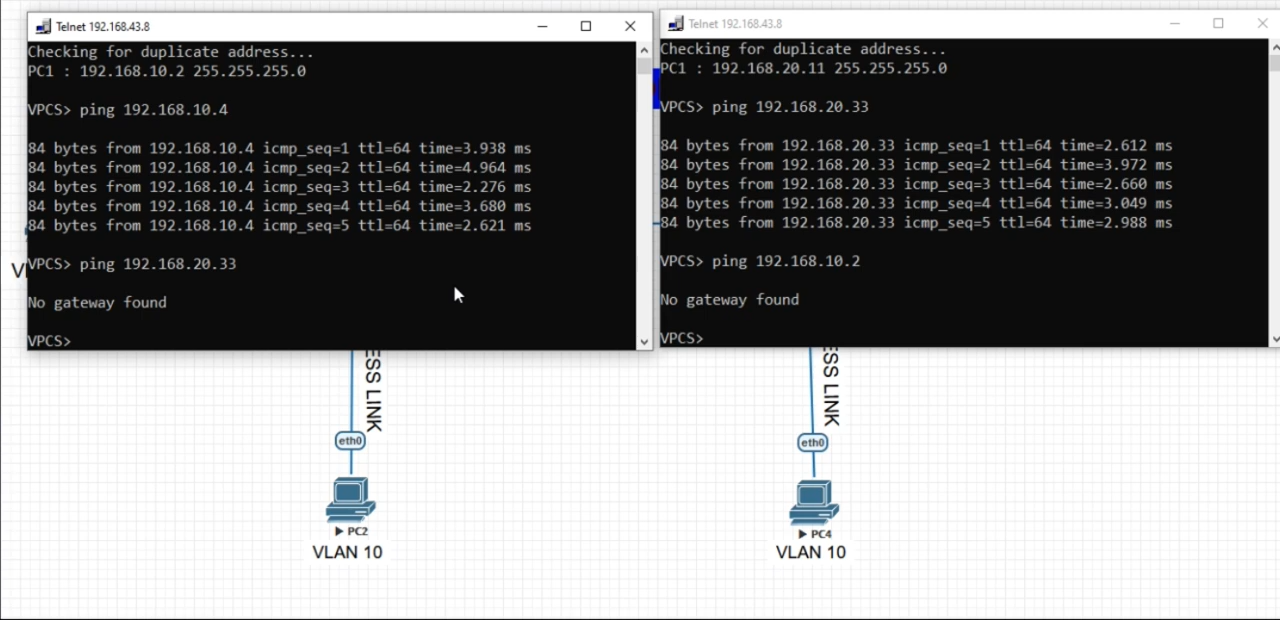 Telnet 192.168.43.8
Checking for duplicate address...
PC1 : 192.168.10.2 255.255.255.0
VPCS> ping 192.168.10.4
84 bytes from 192.168.10.4 icmp_seq=1 ttl=64 time=3.938 ms
84 bytes from 192.168.10.4 icmp_seq=2 ttl=64 time=4.964 ms
84 bytes from 192.168.10.4 icmp_seq=3 ttl=64 time=2.276 ms
84 bytes from 192.168.10.4 icmp_seq=4 ttl=64 time=3.680 ms
84 bytes from 192.168.10.4 icmp_seq=5 ttl=64 time=2.621 ms
VPCS> ping 192.168.20.33
No gateway found
VPCS>
Telnet 192.168.43.8
Checking for duplicate address...
PC1 : 192.168.20.11 255.255.255.0
VPCS> ping 192.168.20.33
84 bytes from 192.168.20.33 icmp_seq=1 ttl=64 time=2.612 ms
84 bytes from 192.168.20.33 icmp_seq=2 ttl=64 time=3.972 ms
84 bytes from 192.168.20.33 icmp_seq=3 ttl=64 time=2.660 ms
84 bytes from 192.168.20.33 icmp_seq=4 ttl=64 time=3.049 ms
84 bytes from 192.168.20.33 icmp_seq=5 ttl=64 time=2.988 ms
VPCS> ping 192.168.10.2
No gateway found
VPCS>
LINK
eth0
PC2
VLAN 10
LINK
eth0
PC4
VLAN 10